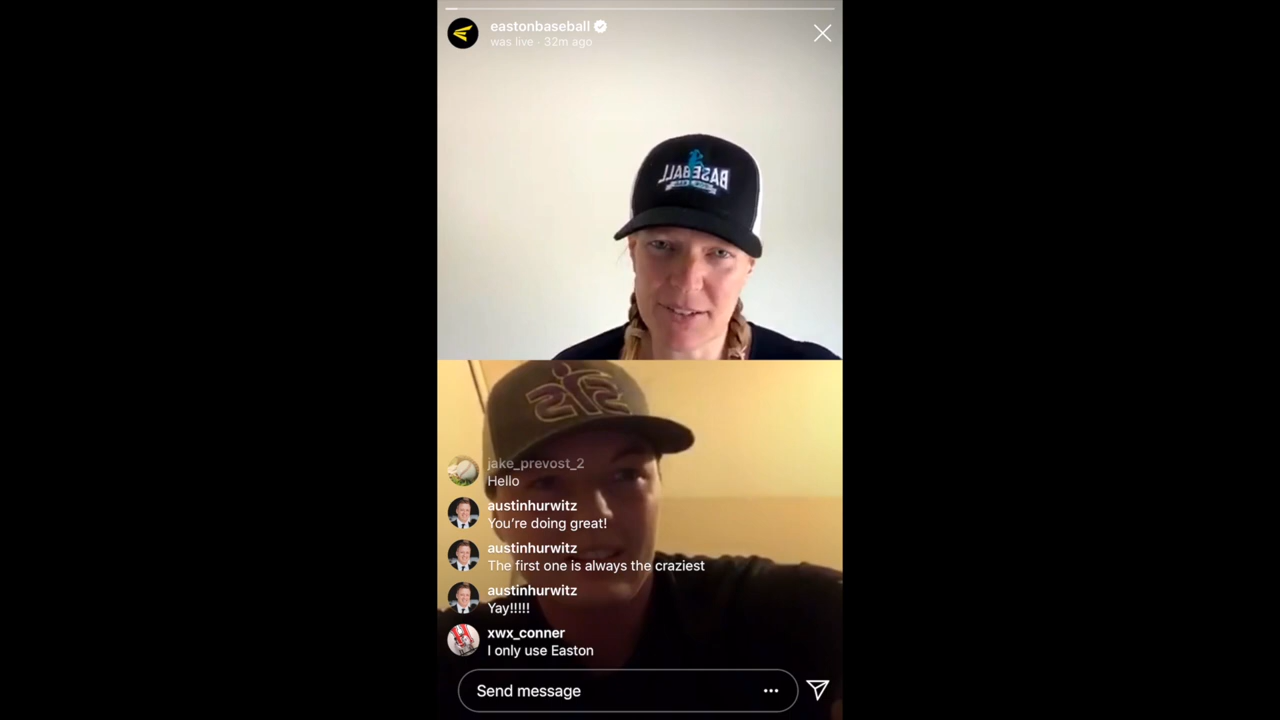 eastonbaseball
was live · 32m ago
BASEBALL
jake_prevost_2
Hello
austinhurwitz
You’re doing great!
austinhurwitz
The first one is always the craziest
austinhurwitz
Yay!!!!!
xwx_conner
I only use Easton
Send message